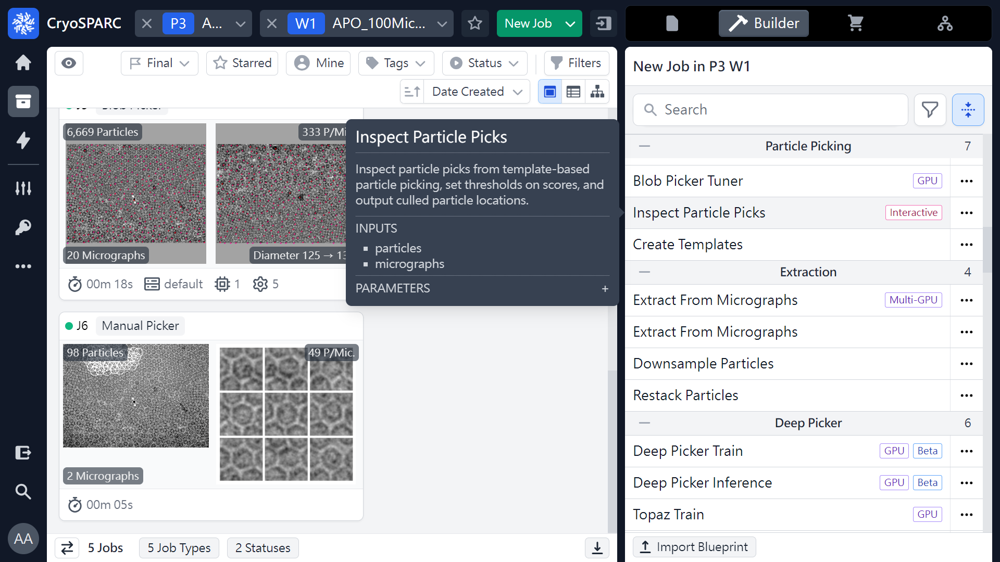 CryoSPARC
P3
A...
W1
APO_100Mic...
New Job
Builder
Final
Starred
Mine
Tags
Status
Filters
Date Created
Blob Picker
6,669 Particles
333 P/Mi
20 Micrographs
Diameter 125 → 13
00m 18s
default
1
5
Inspect Particle Picks
Inspect particle picks from template-based
particle picking, set thresholds on scores, and
output culled particle locations.
INPUTS
particles
micrographs
PARAMETERS
+
J6
Manual Picker
98 Particles
49 P/Mic.
2 Micrographs
00m 05s
5 Jobs
5 Job Types
2 Statuses
AA
New Job in P3 W1
Search
Particle Picking
7
Blob Picker Tuner
GPU
Inspect Particle Picks
Interactive
Create Templates
Extraction
4
Extract From Micrographs
Multi-GPU
Extract From Micrographs
Downsample Particles
Restack Particles
Deep Picker
6
Deep Picker Train
GPU
Beta
Deep Picker Inference
GPU
Beta
Topaz Train
GPU
Import Blueprint